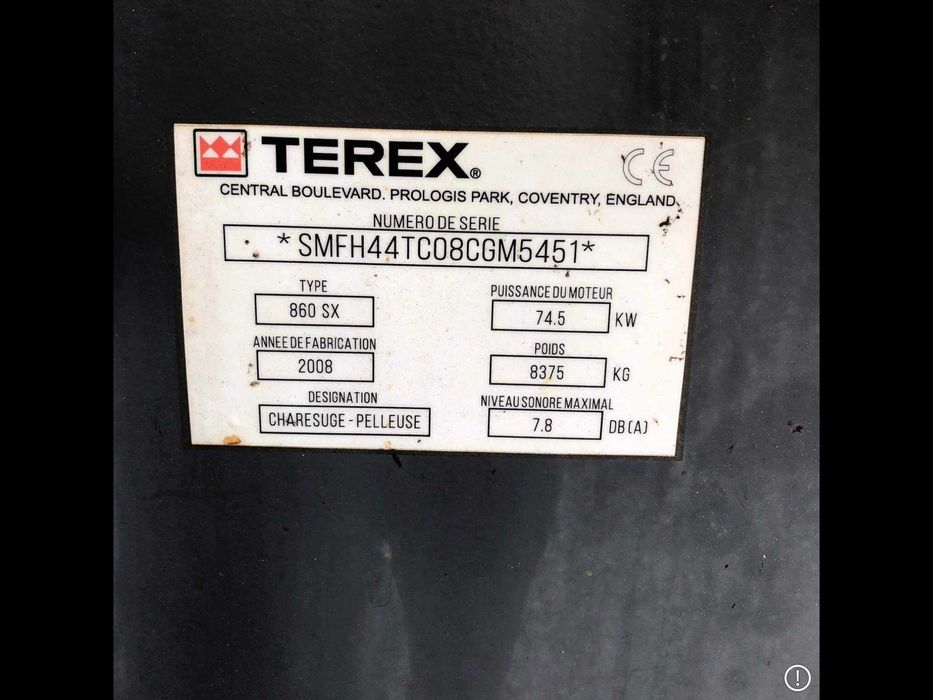 TEREX®
CE
CENTRAL BOULEVARD. PROLOGIS PARK, COVENTRY, ENGLAND.
NUMERO DE SERIE
*SMFH44TC08CGM5451*
TYPE
860 SX
PUISSANCE DU MOTEUR
74.5 KW
ANNEE DE FABRICATION
2008
POIDS
8375 KG
DESIGNATION
CHARESUGE-PELLEUSE
NIVEAU SONORE MAXIMAL
7.8 DB(A)